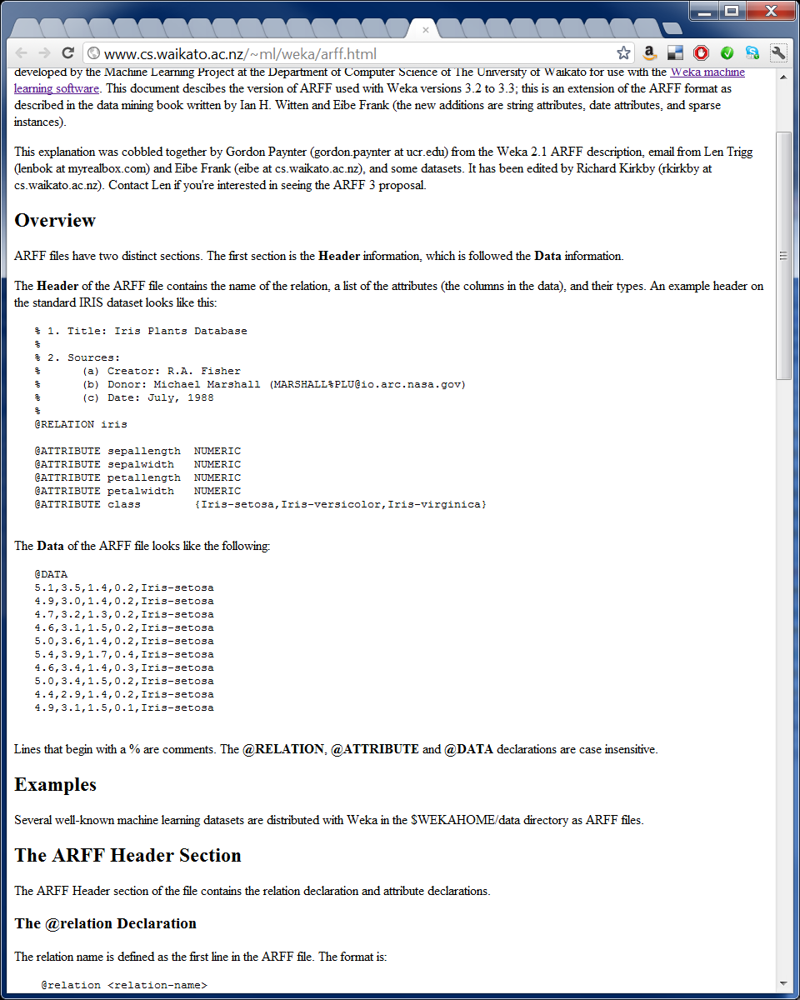 www.cs.waikato.ac.nz/~ml/weka/arff.html
developed by the Machine Learning Project at the Department of Computer Science of The University of Waikato for use with the Weka machine
learning software. This document descibes the version of ARFF used with Weka versions 3.2 to 3.3; this is an extension of the ARFF format as
described in the data mining book written by Ian H. Witten and Eibe Frank (the new additions are string attributes, date attributes, and sparse
instances).
This explanation was cobbled together by Gordon Paynter (gordon.paynter at ucr.edu) from the Weka 2.1 ARFF description, email from Len Trigg
(lenbok at myrealbox.com) and Eibe Frank (eibe at cs.waikato.ac.nz), and some datasets. It has been edited by Richard Kirkby (rkirkby at
cs.waikato.ac.nz). Contact Len if you're interested in seeing the ARFF 3 proposal.
Overview
ARFF files have two distinct sections. The first section is the Header information, which is followed the Data information.
The Header of the ARFF file contains the name of the relation, a list of the attributes (the columns in the data), and their types. An example header on
the standard IRIS dataset looks like this:
% 1. Title: Iris Plants Database
%
% 2. Sources:
%      (a) Creator: R.A. Fisher
%      (b) Donor: Michael Marshall (MARSHALL%PLU@io.arc.nasa.gov)
%      (c) Date: July, 1988
%
@RELATION iris
@ATTRIBUTE sepallength  NUMERIC
@ATTRIBUTE sepalwidth   NUMERIC
@ATTRIBUTE petallength  NUMERIC
@ATTRIBUTE petalwidth   NUMERIC
@ATTRIBUTE class        {Iris-setosa,Iris-versicolor,Iris-virginica}
The Data of the ARFF file looks like the following:
@DATA
5.1,3.5,1.4,0.2,Iris-setosa
4.9,3.0,1.4,0.2,Iris-setosa
4.7,3.2,1.3,0.2,Iris-setosa
4.6,3.1,1.5,0.2,Iris-setosa
5.0,3.6,1.4,0.2,Iris-setosa
5.4,3.9,1.7,0.4,Iris-setosa
4.6,3.4,1.4,0.3,Iris-setosa
5.0,3.4,1.5,0.2,Iris-setosa
4.4,2.9,1.4,0.2,Iris-setosa
4.9,3.1,1.5,0.1,Iris-setosa
Lines that begin with a % are comments. The @RELATION, @ATTRIBUTE and @DATA declarations are case insensitive.
Examples
Several well-known machine learning datasets are distributed with Weka in the $WEKAHOME/data directory as ARFF files.
The ARFF Header Section
The ARFF Header section of the file contains the relation declaration and attribute declarations.
The @relation Declaration
The relation name is defined as the first line in the ARFF file. The format is:
@relation <relation-name>